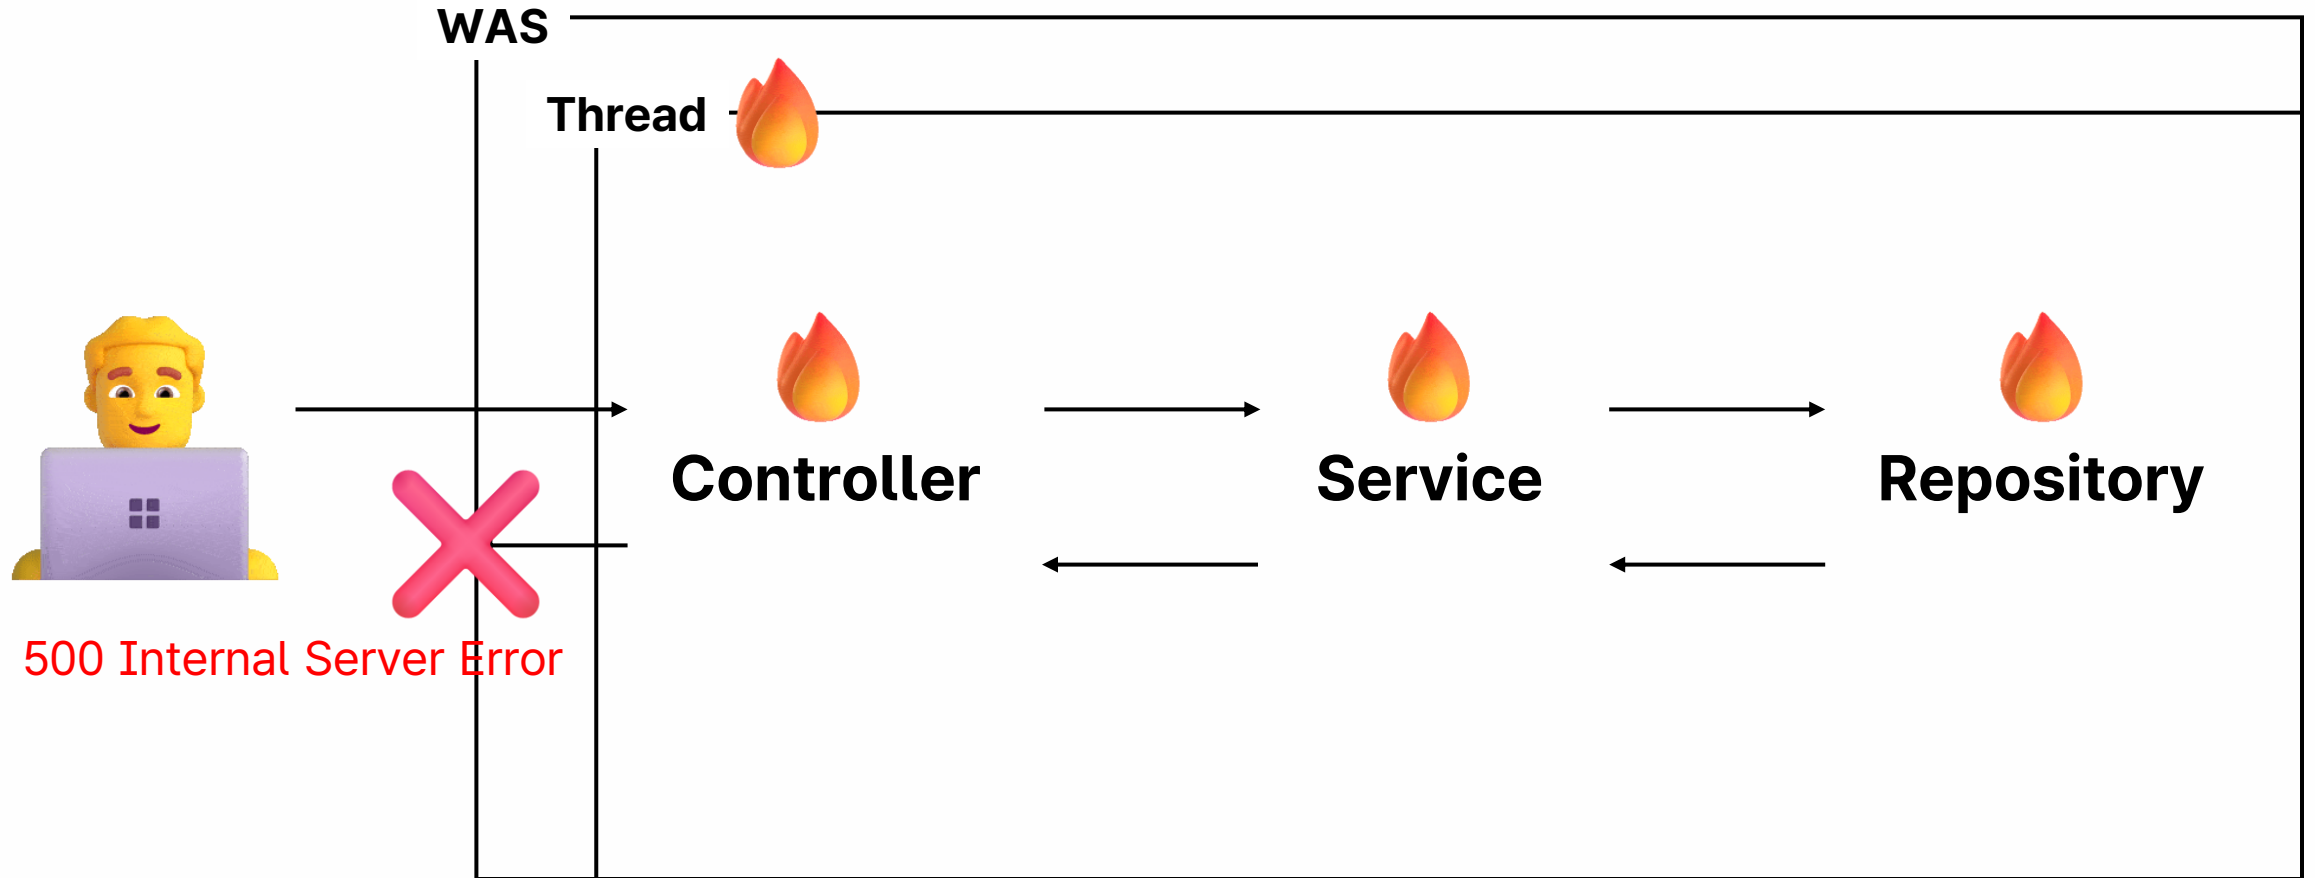 WAS
Thread
Controller
Service
Repository
500 Internal Server Error